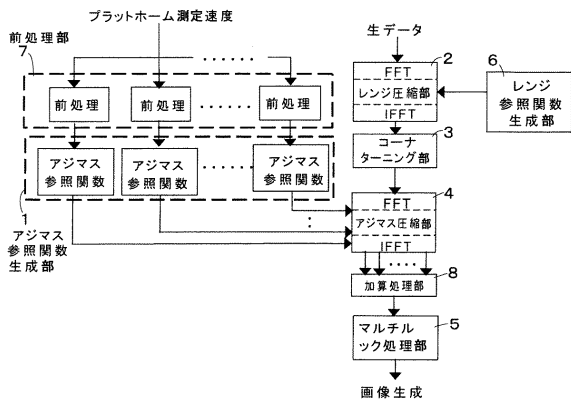 プラットホーム測定速度
前処理部
7
前処理
前処理
前処理
アジマス
参照関数
アジマス
参照関数
アジマス
参照関数
1
アジマス
参照関数
生成部
生データ
2
FFT
レンジ圧縮部
IFFT
6
レンジ
参照関数
生成部
3
コーナ
ターニング部
4
FFT
アジマス圧縮部
IFFT
8
加算処理部
5
マルチル
ック処理部
画像生成